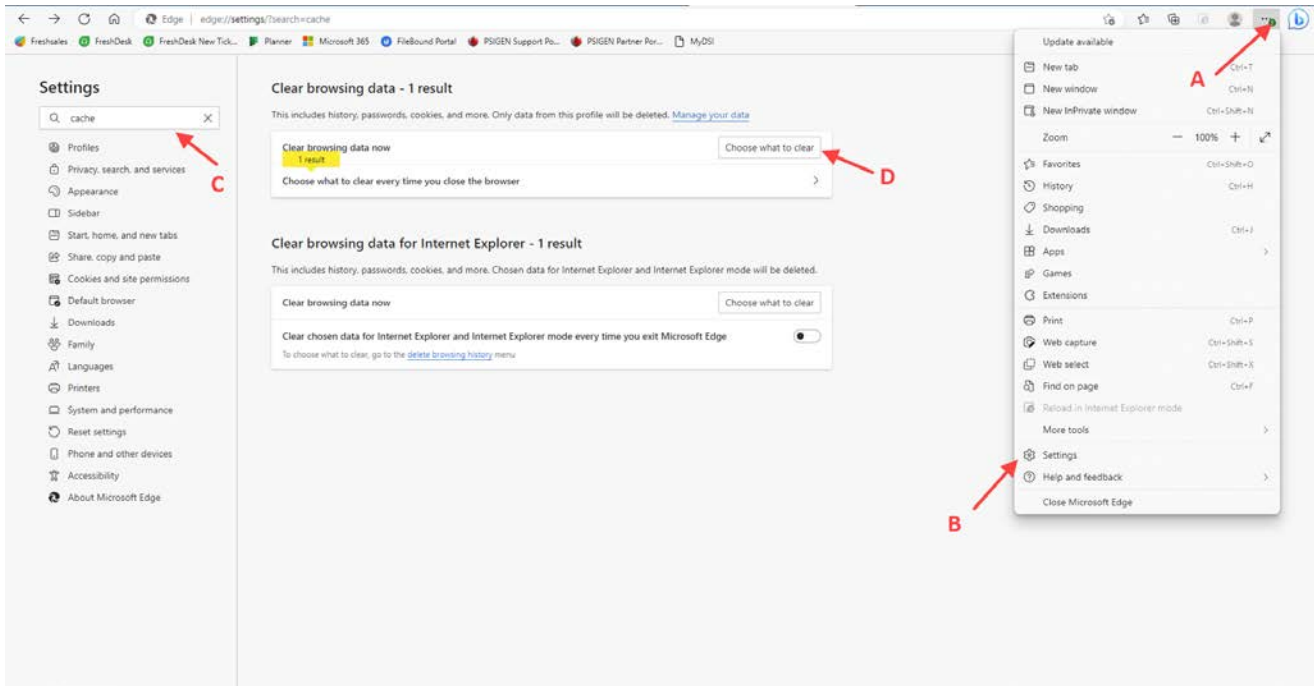 Edge | edge://settings/?search=cache
Freshsales FreshDesk FreshDesk New Tick... Planner Microsoft 365 FileBound Portal PSIGEN Support Po... PSIGEN Partner Por... MyDSI
Settings
cache
Profiles
Privacy, search, and services
Appearance
Sidebar
Start, home, and new tabs
Share, copy and paste
Cookies and site permissions
Default browser
Downloads
Family
Languages
Printers
System and performance
Reset settings
Phone and other devices
Accessibility
About Microsoft Edge
C
Clear browsing data - 1 result
This includes history, passwords, cookies, and more. Only data from this profile will be deleted. Manage your data
Clear browsing data now
Choose what to clear
1 result
Choose what to clear every time you close the browser
D
Clear browsing data for Internet Explorer - 1 result
This includes history, passwords, cookies, and more. Chosen data for Internet Explorer and Internet Explorer mode will be deleted.
Clear browsing data now
Choose what to clear
Clear chosen data for Internet Explorer and Internet Explorer mode every time you exit Microsoft Edge
To choose what to clear, go to the delete browsing history menu
A
Update available
New tab Ctrl+T
New window Ctrl+N
New InPrivate window Ctrl+Shift+N
Zoom 100%
Favorites Ctrl+Shift+O
History Ctrl+H
Shopping
Downloads Ctrl+J
Apps
Games
Extensions
Print Ctrl+P
Web capture Ctrl+Shift+S
Web select Ctrl+Shift+X
Find on page Ctrl+F
Reload in Internet Explorer mode
More tools
Settings
Help and feedback
Close Microsoft Edge
B